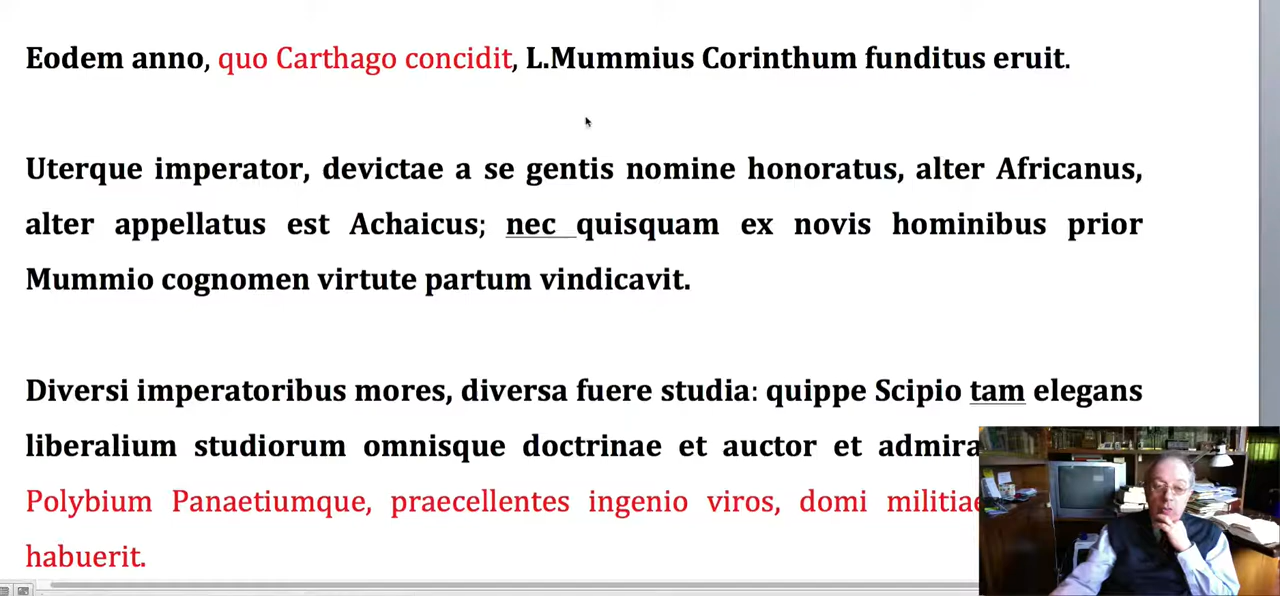 Eodem anno, quo Carthago concidit, L.Mummius Corinthum funditus eruit.
Uterque imperator, devictae a se gentis nomine honoratus, alter Africanus,
alter appellatus est Achaicus; nec quisquam ex novis hominibus prior
Mummio cognomen virtute partum vindicavit.
Diversi imperatoribus mores, diversa fuere studia: quippe Scipio tam elegans
liberalium studiorum omnisque doctrinae et auctor et admira
Polybium Panaetiumque, praecellentes ingenio viros, domi militiae
habuerit.